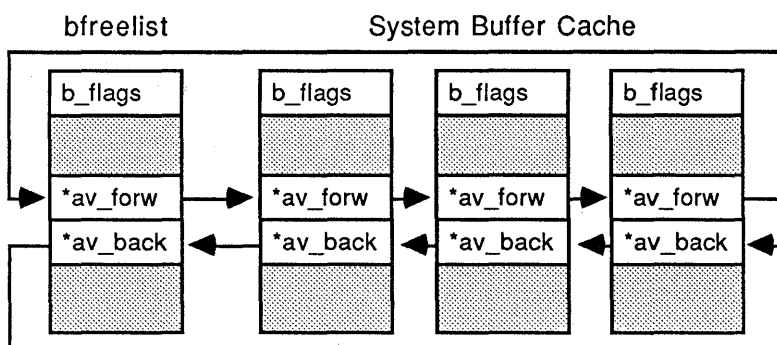 bfreelist System Buffer Cache
b_flags b_flags b_flags b_flags
*av_forw *av_forw *av_forw *av_forw
*av_back *av_back *av_back *av_back